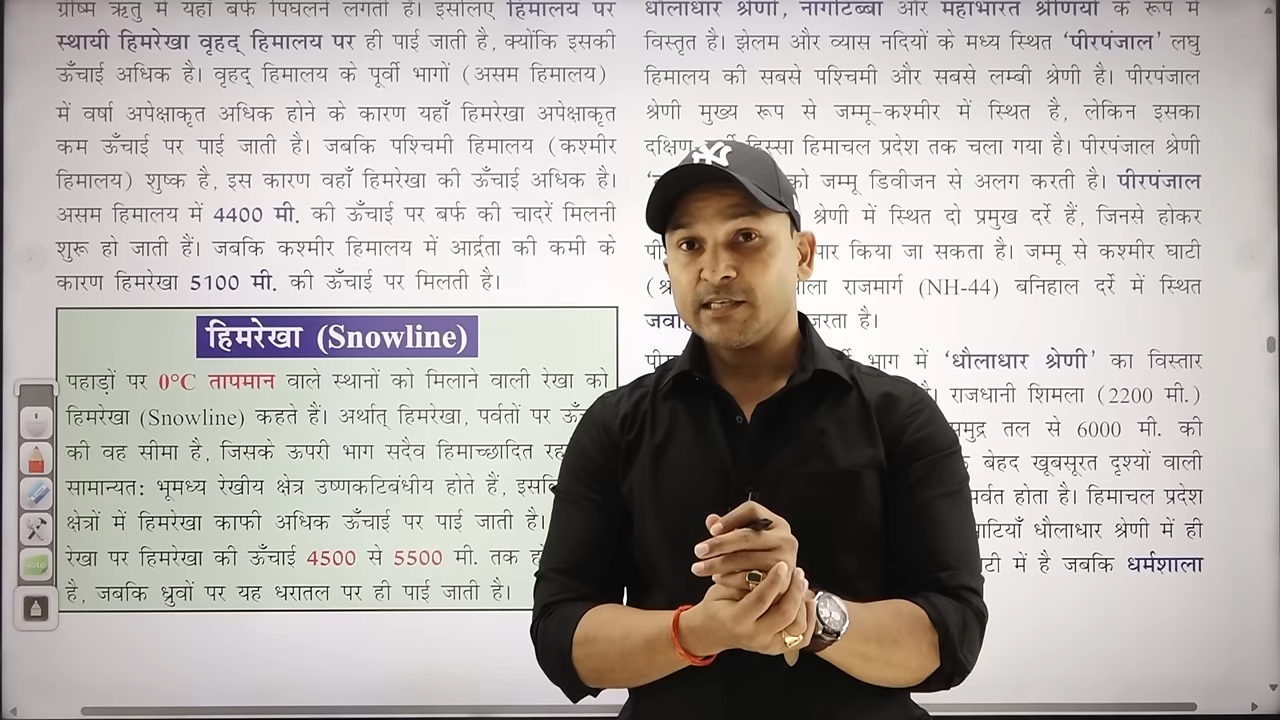 ग्रीष्म ऋतु में यहाँ बर्फ पिघलने लगती है। इसलिए हिमालय पर
स्थायी हिमरेखा वृहद् हिमालय पर ही पाई जाती है, क्योंकि इसकी
ऊँचाई अधिक है। वृहद् हिमालय के पूर्वी भागों (असम हिमालय)
में वर्षा अपेक्षाकृत अधिक होने के कारण यहाँ हिमरेखा अपेक्षाकृत
कम ऊँचाई पर पाई जाती है। जबकि पश्चिमी हिमालय (कश्मीर
हिमालय) शुष्क है, इस कारण वहाँ हिमरेखा की ऊँचाई अधिक है।
असम हिमालय में 4400 मी. की ऊँचाई पर बर्फ की चादरें मिलनी
शुरू हो जाती हैं। जबकि कश्मीर हिमालय में आर्द्रता की कमी के
कारण हिमरेखा 5100 मी. की ऊँचाई पर मिलती है।
हिमरेखा (Snowline)
पहाड़ों पर 0°C तापमान वाले स्थानों को मिलाने वाली रेखा को
हिमरेखा (Snowline) कहते हैं। अर्थात् हिमरेखा, पर्वतों पर
की वह सीमा है, जिसके ऊपरी भाग सदैव हिमाच्छादित
सामान्यत: भूमध्य रेखीय क्षेत्र उष्णकटिबंधीय होते हैं,
क्षेत्रों में हिमरेखा काफी अधिक ऊँचाई पर पाई जाती है।
रेखा पर हिमरेखा की ऊँचाई 4500 से 5500 मी. तक
है, जबकि ध्रुवों पर यह धरातल पर ही पाई जाती है।
धौलाधार श्रेणी, नागटिब्बा और महाभारत श्रेणियों के रूप में
विस्तृत है। झेलम और व्यास नदियों के मध्य स्थित ‘पीरपंजाल’ लघु
हिमालय की सबसे पश्चिमी और सबसे लम्बी श्रेणी है। पीरपंजाल
श्रेणी मुख्य रूप से जम्मू-कश्मीर में स्थित है, लेकिन इसका
हिस्सा हिमाचल प्रदेश तक चला गया है। पीरपंजाल श्रेणी
को जम्मू डिवीजन से अलग करती है। पीरपंजाल
श्रेणी में स्थित दो प्रमुख दर्रे हैं, जिनसे होकर
पार किया जा सकता है। जम्मू से कश्मीर घाटी
राजमार्ग (NH-44) बनिहाल दर्रे में स्थित
है।
भाग में ‘धौलाधार श्रेणी’ का विस्तार
राजधानी शिमला (2200 मी.)
समुद्र तल से 6000 मी. की
बेहद खूबसूरत दृश्यों वाली
पर्वत होता है। हिमाचल प्रदेश
धौलाधार श्रेणी में ही
में है जबकि धर्मशाला
NY
Note